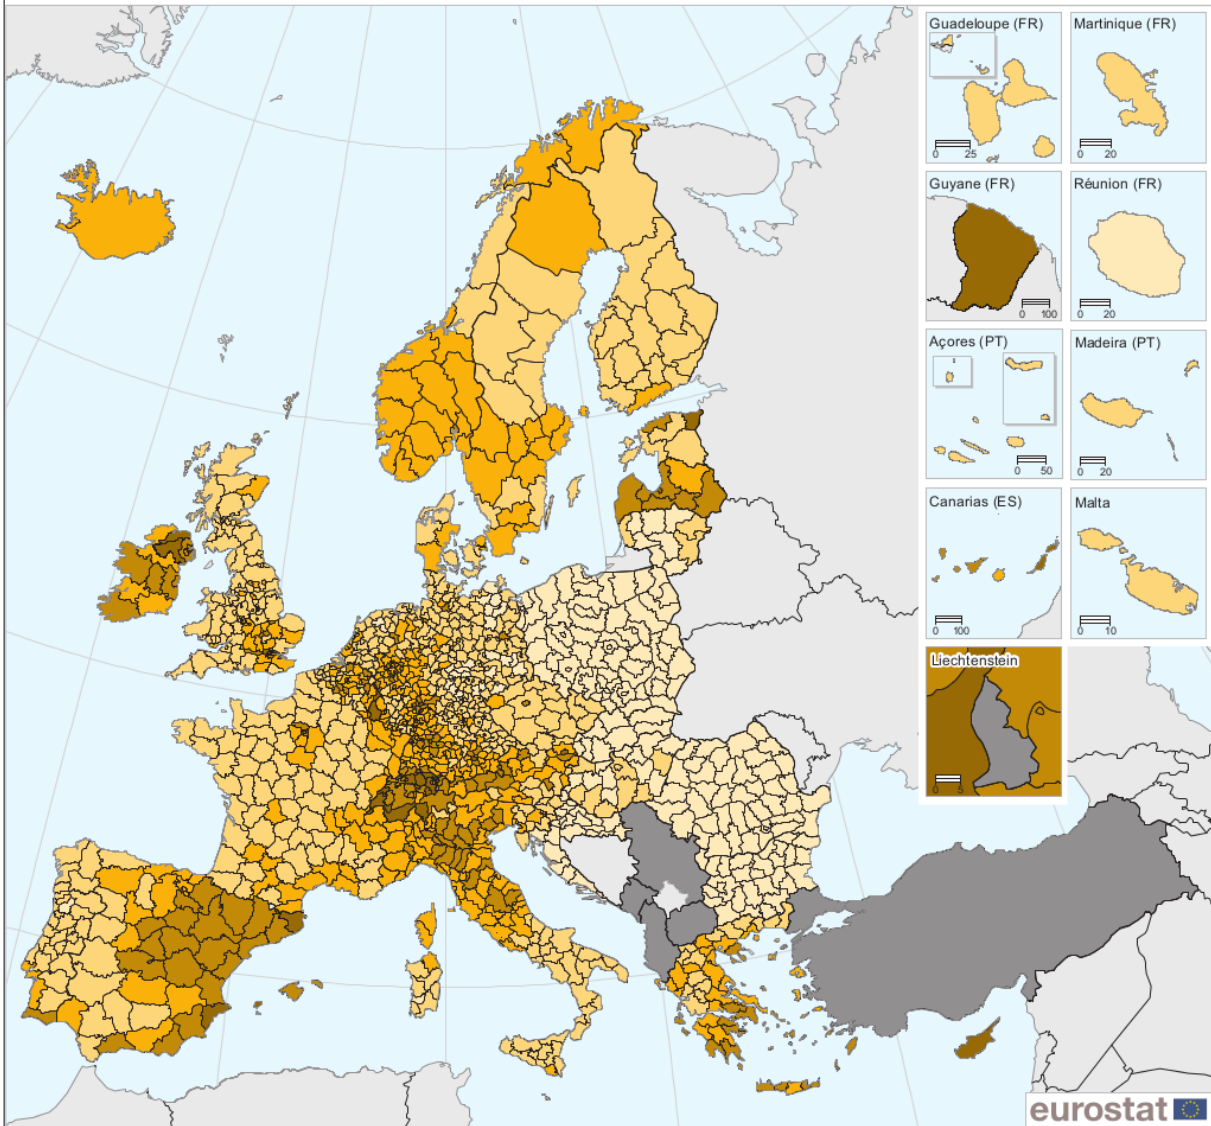 Guadeloupe (FR)
0 25
Martinique (FR)
0 20
Guyane (FR)
0 100
Réunion (FR)
0 20
Açores (PT)
0 50
Madeira (PT)
0 20
Canarias (ES)
0 100
Malta
0 10
Liechtenstein
0 5
eurostat